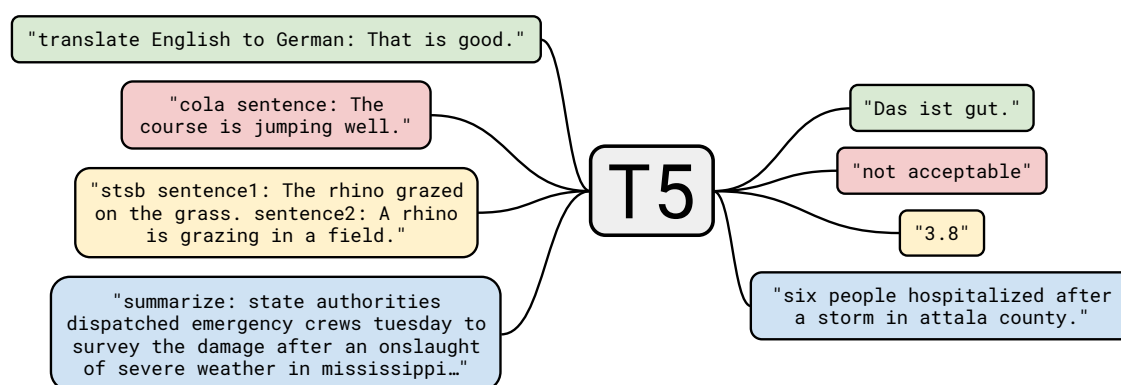 "translate English to German: That is good."
"cola sentence: The
course is jumping well."
"stsb sentence1: The rhino grazed
on the grass. sentence2: A rhino
is grazing in a field."
"summarize: state authorities
dispatched emergency crews tuesday to
survey the damage after an onslaught
of severe weather in mississippi…"
T5
"Das ist gut."
"not acceptable"
"3.8"
"six people hospitalized after
a storm in attala county."